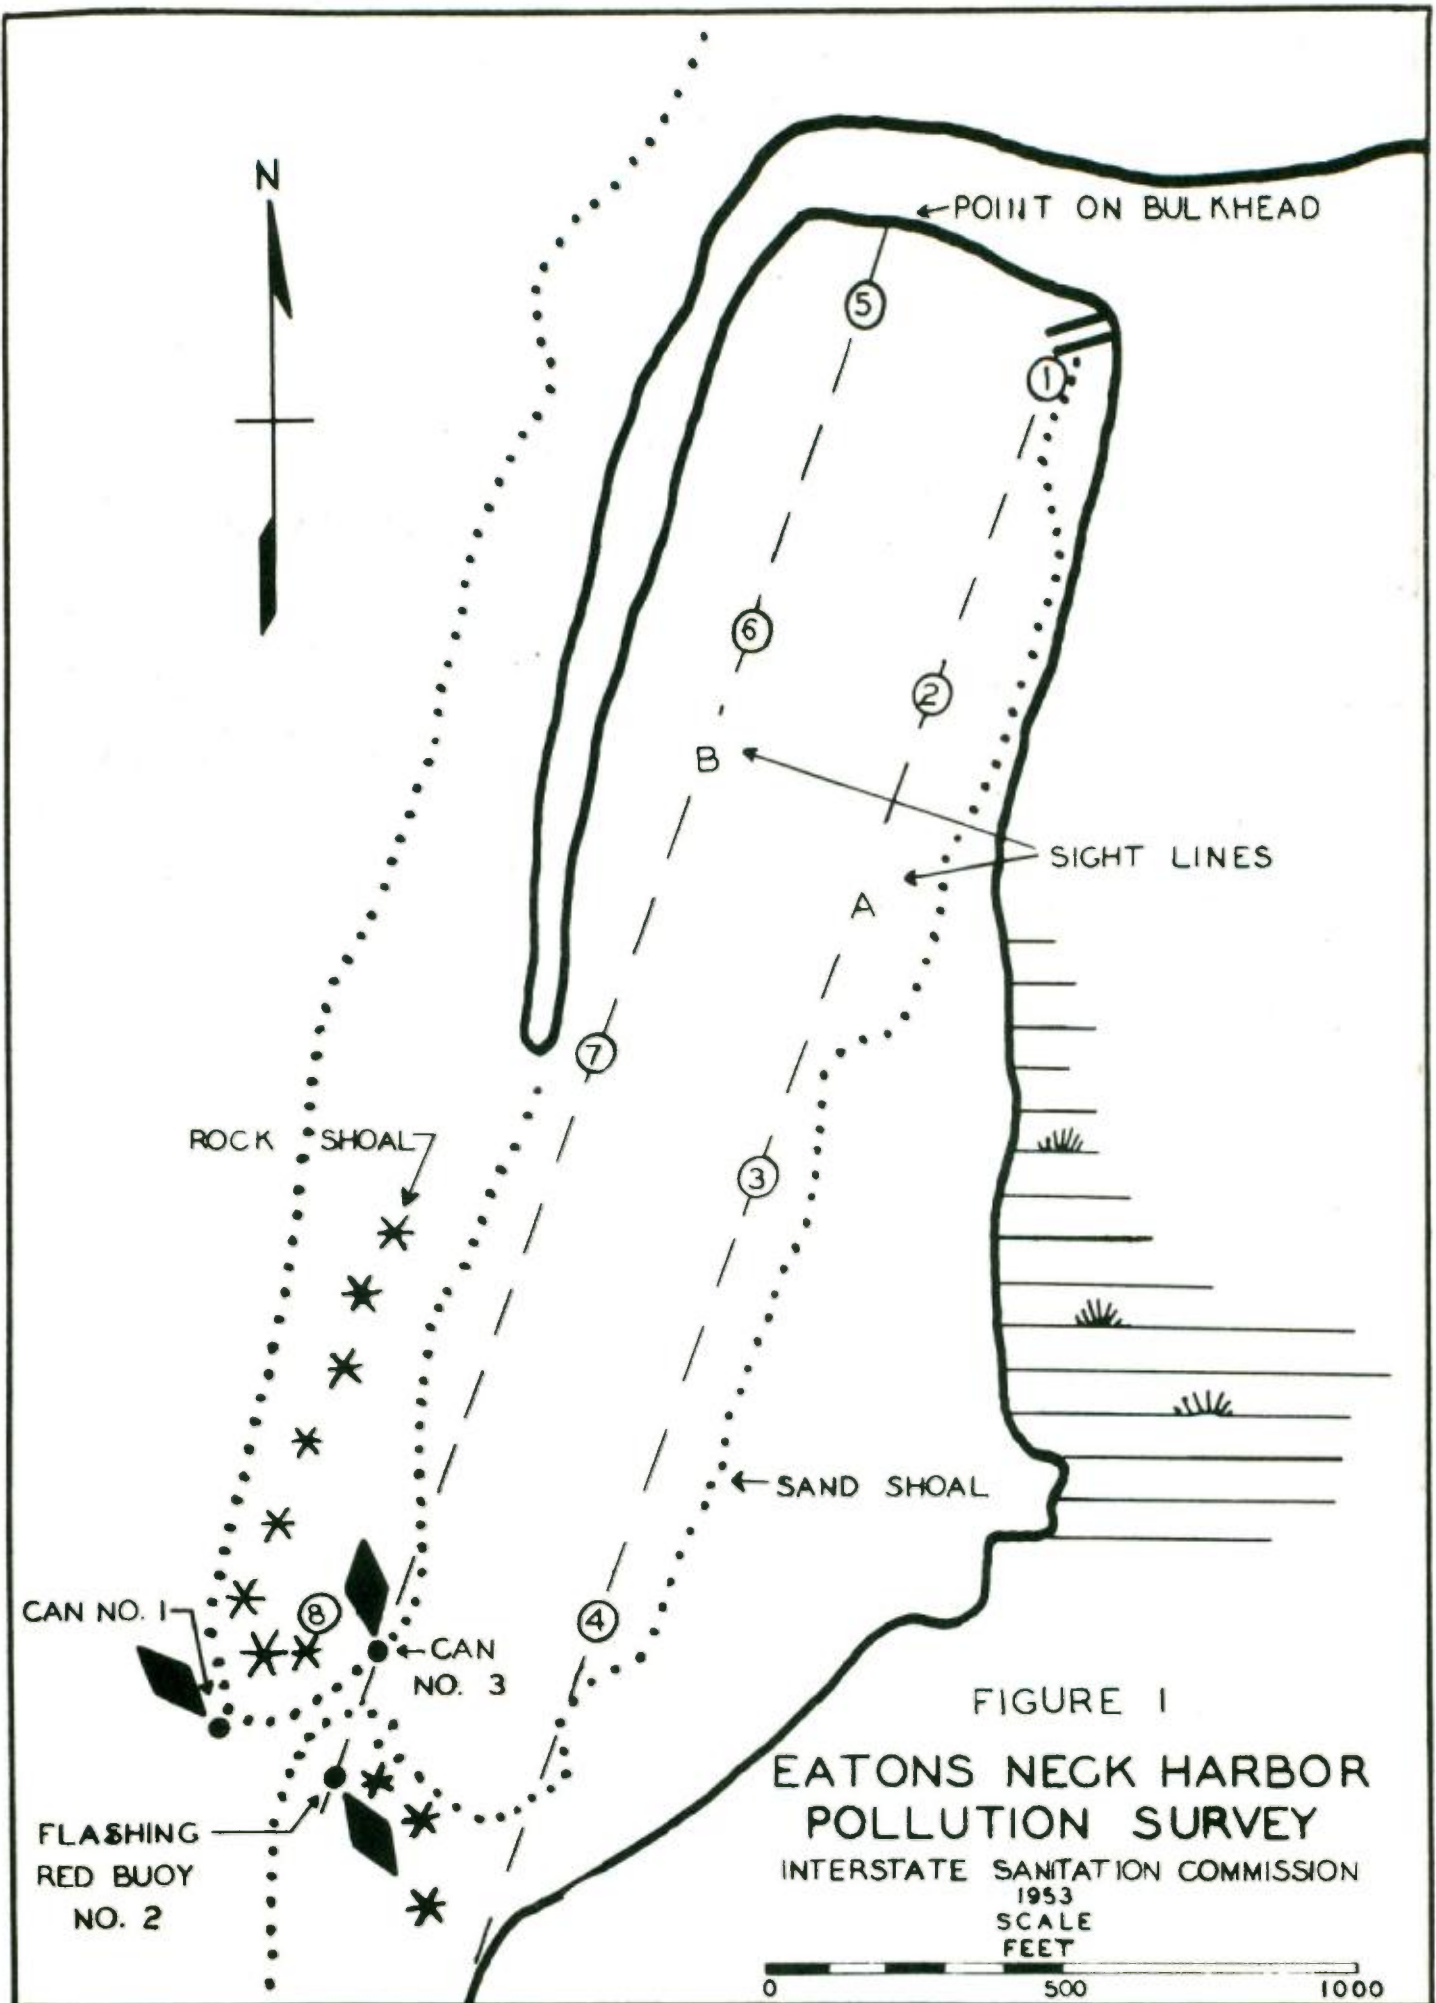 N
POINT ON BULKHEAD
5
1
6
2
B
SIGHT LINES
A
7
ROCK SHOAL
3
SAND SHOAL
CAN NO. 1
8
4
CAN
NO. 3
FLASHING
RED BUOY
NO. 2
FIGURE 1
EATONS NECK HARBOR
POLLUTION SURVEY
INTERSTATE SANITATION COMMISSION
1953
SCALE
FEET
0 500 1000